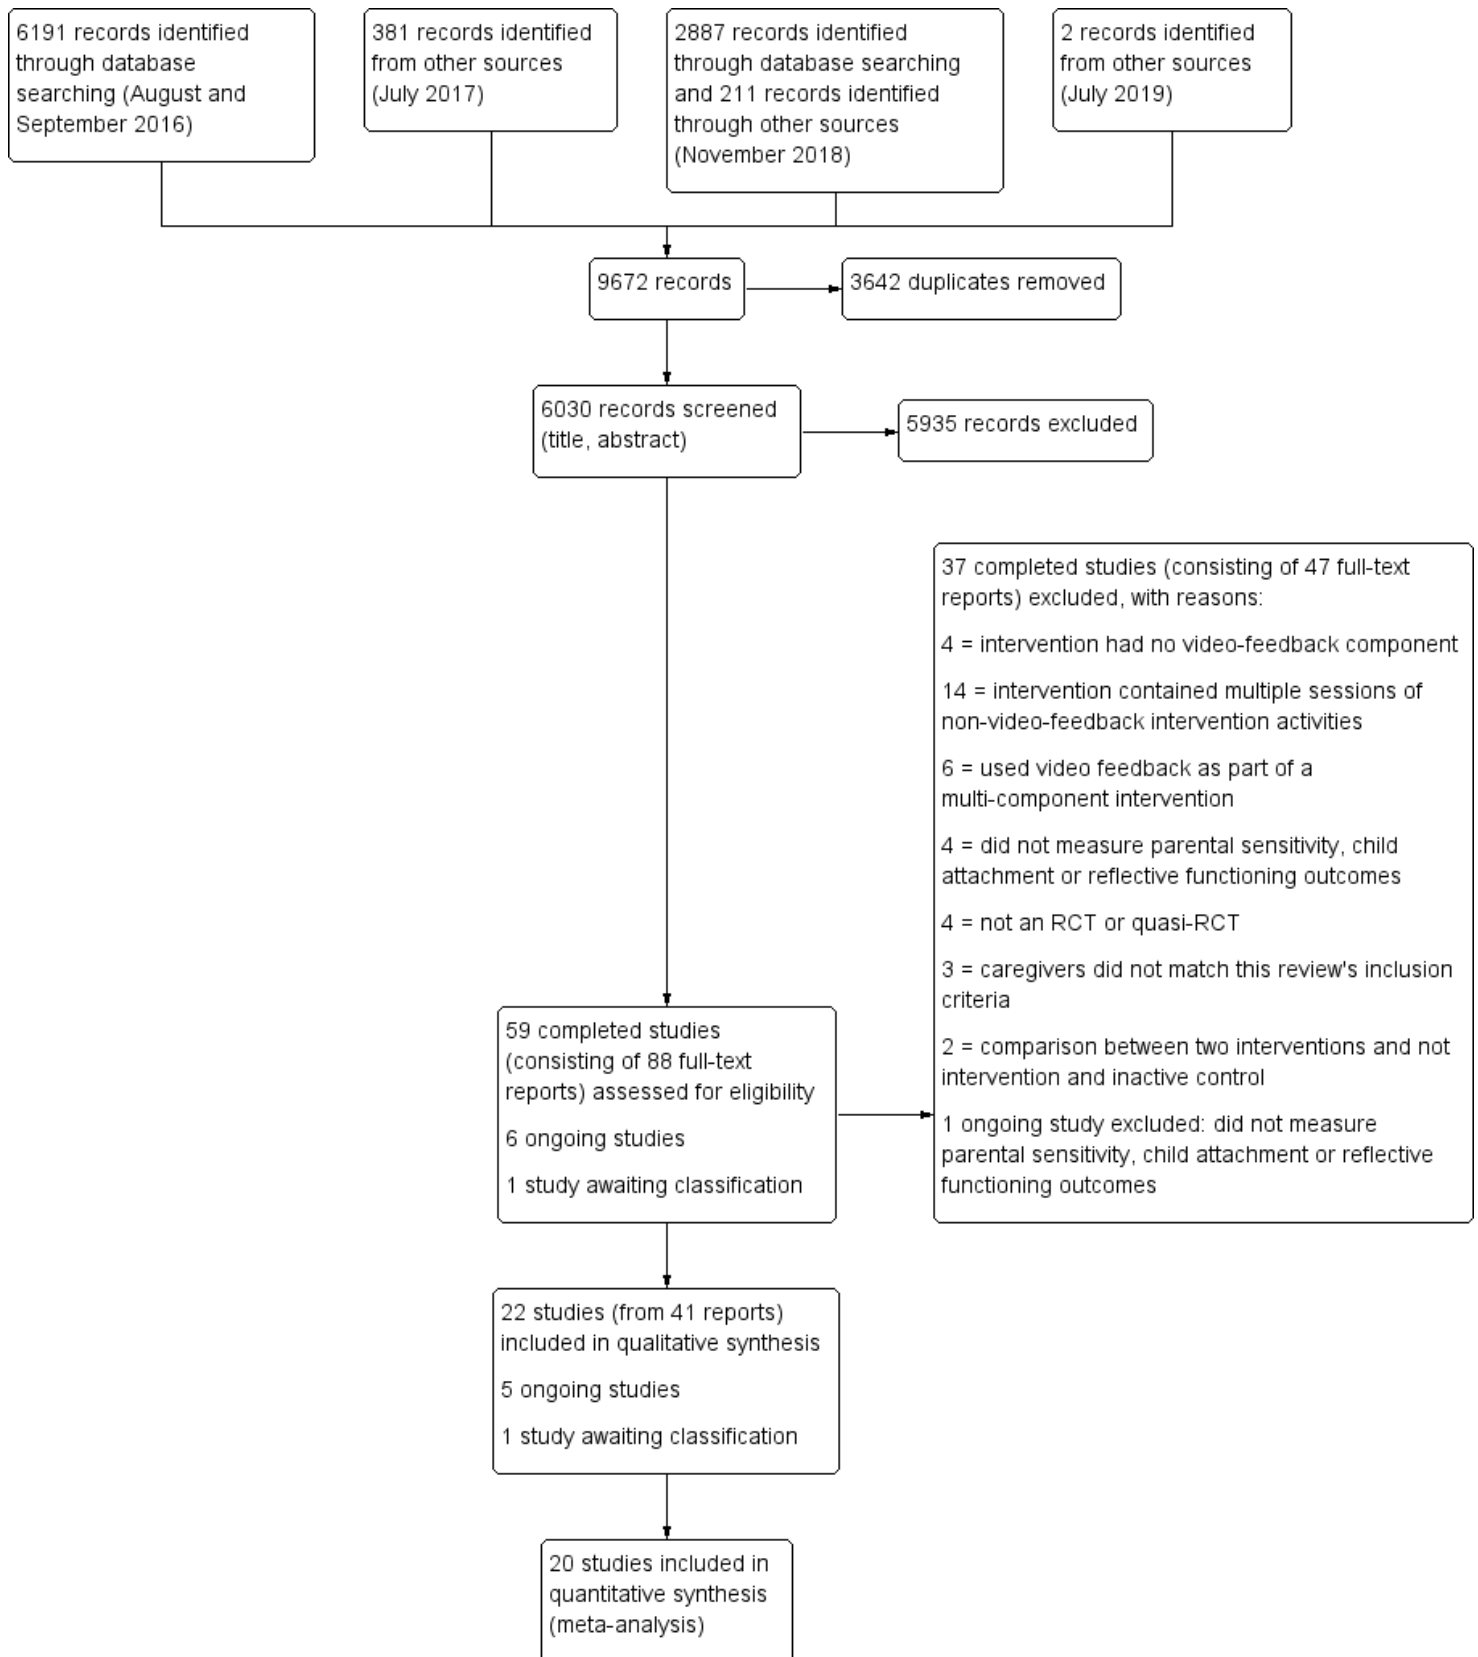 6191 records identified
through database
searching (August and
September 2016)
381 records identified
from other sources
(July 2017)
2887 records identified
through database searching
and 211 records identified
through other sources
(November 2018)
2 records identified
from other sources
(July 2019)
9672 records
3642 duplicates removed
6030 records screened
(title, abstract)
5935 records excluded
37 completed studies (consisting of 47 full-text
reports) excluded, with reasons:
4 = intervention had no video-feedback component
14 = intervention contained multiple sessions of
non-video-feedback intervention activities
6 = used video feedback as part of a
multi-component intervention
4 = did not measure parental sensitivity, child
attachment or reflective functioning outcomes
4 = not an RCT or quasi-RCT
3 = caregivers did not match this review's inclusion
criteria
2 = comparison between two interventions and not
intervention and inactive control
1 ongoing study excluded: did not measure
parental sensitivity, child attachment or reflective
functioning outcomes
59 completed studies
(consisting of 88 full-text
reports) assessed for eligibility
6 ongoing studies
1 study awaiting classification
22 studies (from 41 reports)
included in qualitative synthesis
5 ongoing studies
1 study awaiting classification
20 studies included in
quantitative synthesis
(meta-analysis)